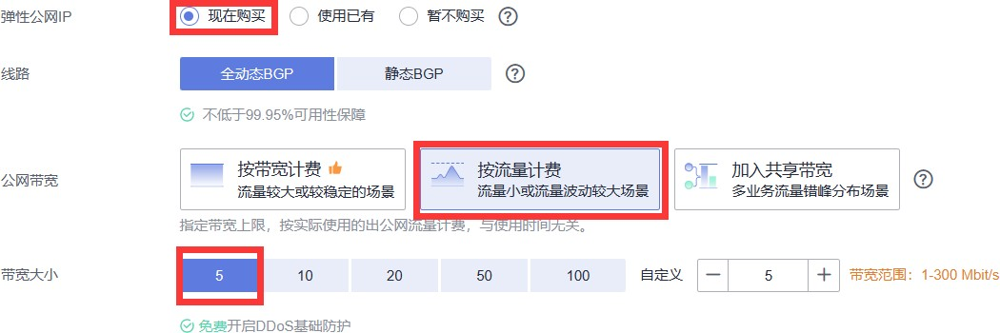 弹性公网IP 现在购买 使用已有 暂不购买 ?
线路 全动态BGP 静态BGP ?
不低于99.95%可用性保障
公网带宽 按带宽计费 按流量计费 加入共享带宽 ?
流量较大或较稳定的场景 流量小或流量波动较大场景 多业务流量错峰分布场景
指定带宽上限，按实际使用的出公网流量计费，与使用时间无关。
带宽大小 5 10 20 50 100 自定义 — 5 + 带宽范围：1-300 Mbit/s
免费开启DDoS基础防护